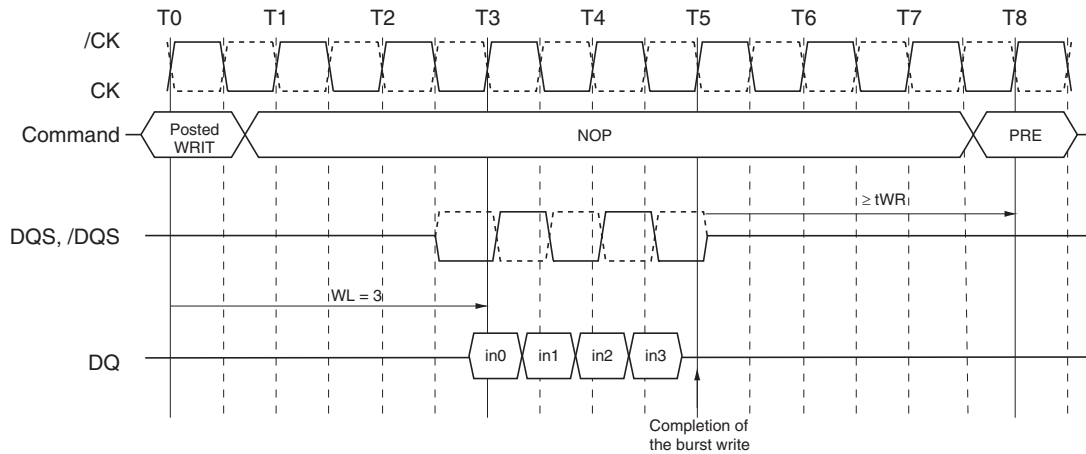 T0 T1 T2 T3 T4 T5 T6 T7 T8
/CK
CK
Command
Posted
WRIT
NOP
PRE
≥ tWR
DQS, /DQS
WL = 3
DQ
in0 in1 in2 in3
Completion of
the burst write